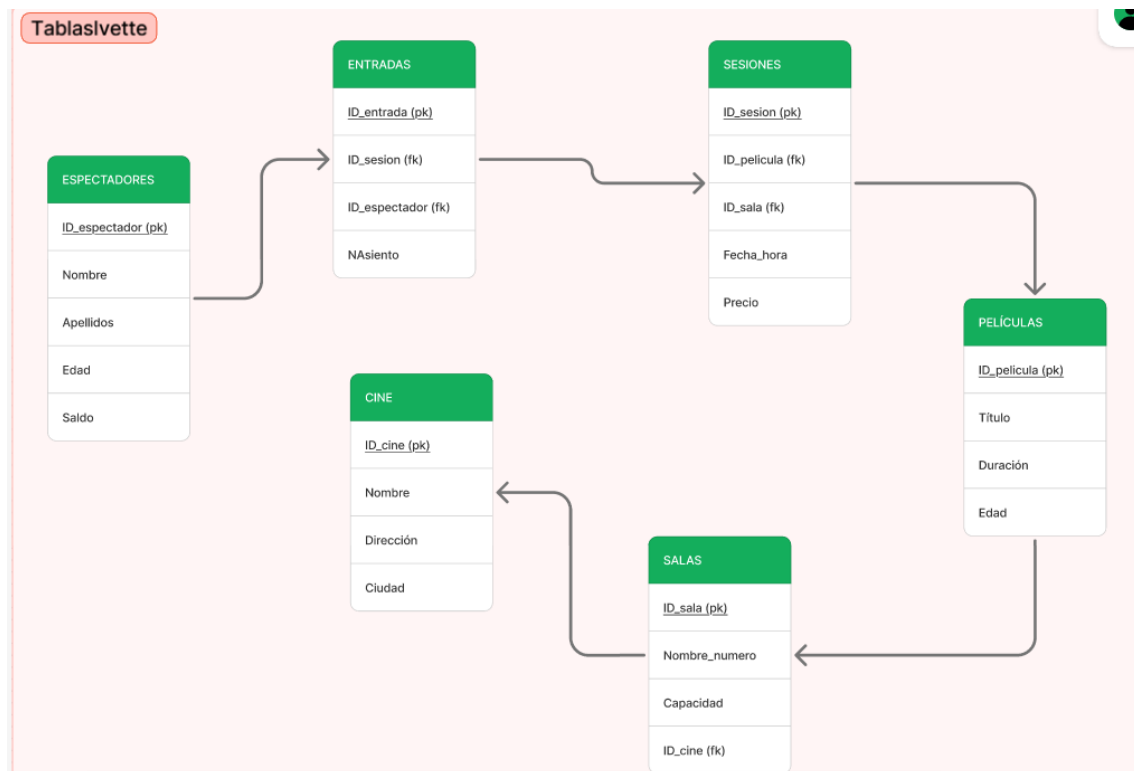 TablasIvette
ESPECTADORES
ID_espectador (pk)
Nombre
Apellidos
Edad
Saldo
ENTRADAS
ID_entrada (pk)
ID_sesion (fk)
ID_espectador (fk)
NAsiento
SESIONES
ID_sesion (pk)
ID_pelicula (fk)
ID_sala (fk)
Fecha_hora
Precio
PELÍCULAS
ID_pelicula (pk)
Título
Duración
Edad
CINE
ID_cine (pk)
Nombre
Dirección
Ciudad
SALAS
ID_sala (pk)
Nombre_numero
Capacidad
ID_cine (fk)